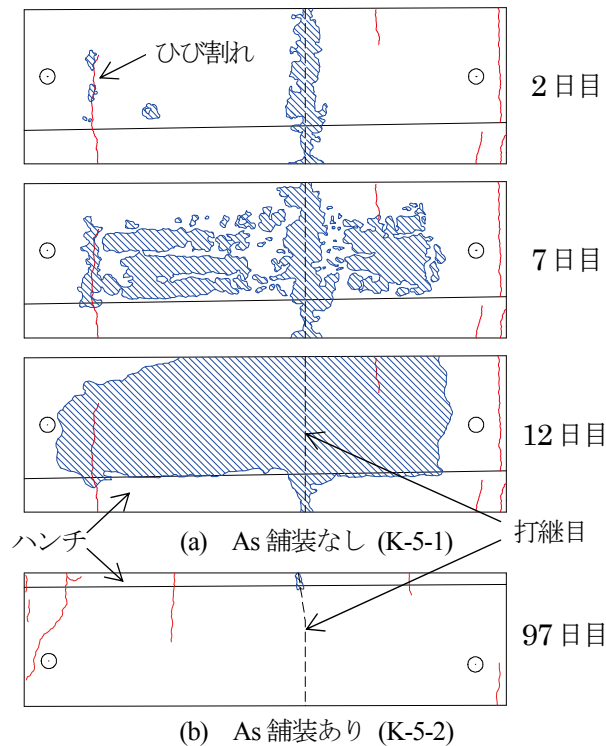 ひび割れ
2日目
7日目
12日目
ハンチ
(a) As 舗装なし (K-5-1)
打継目
97日目
(b) As 舗装あり (K-5-2)